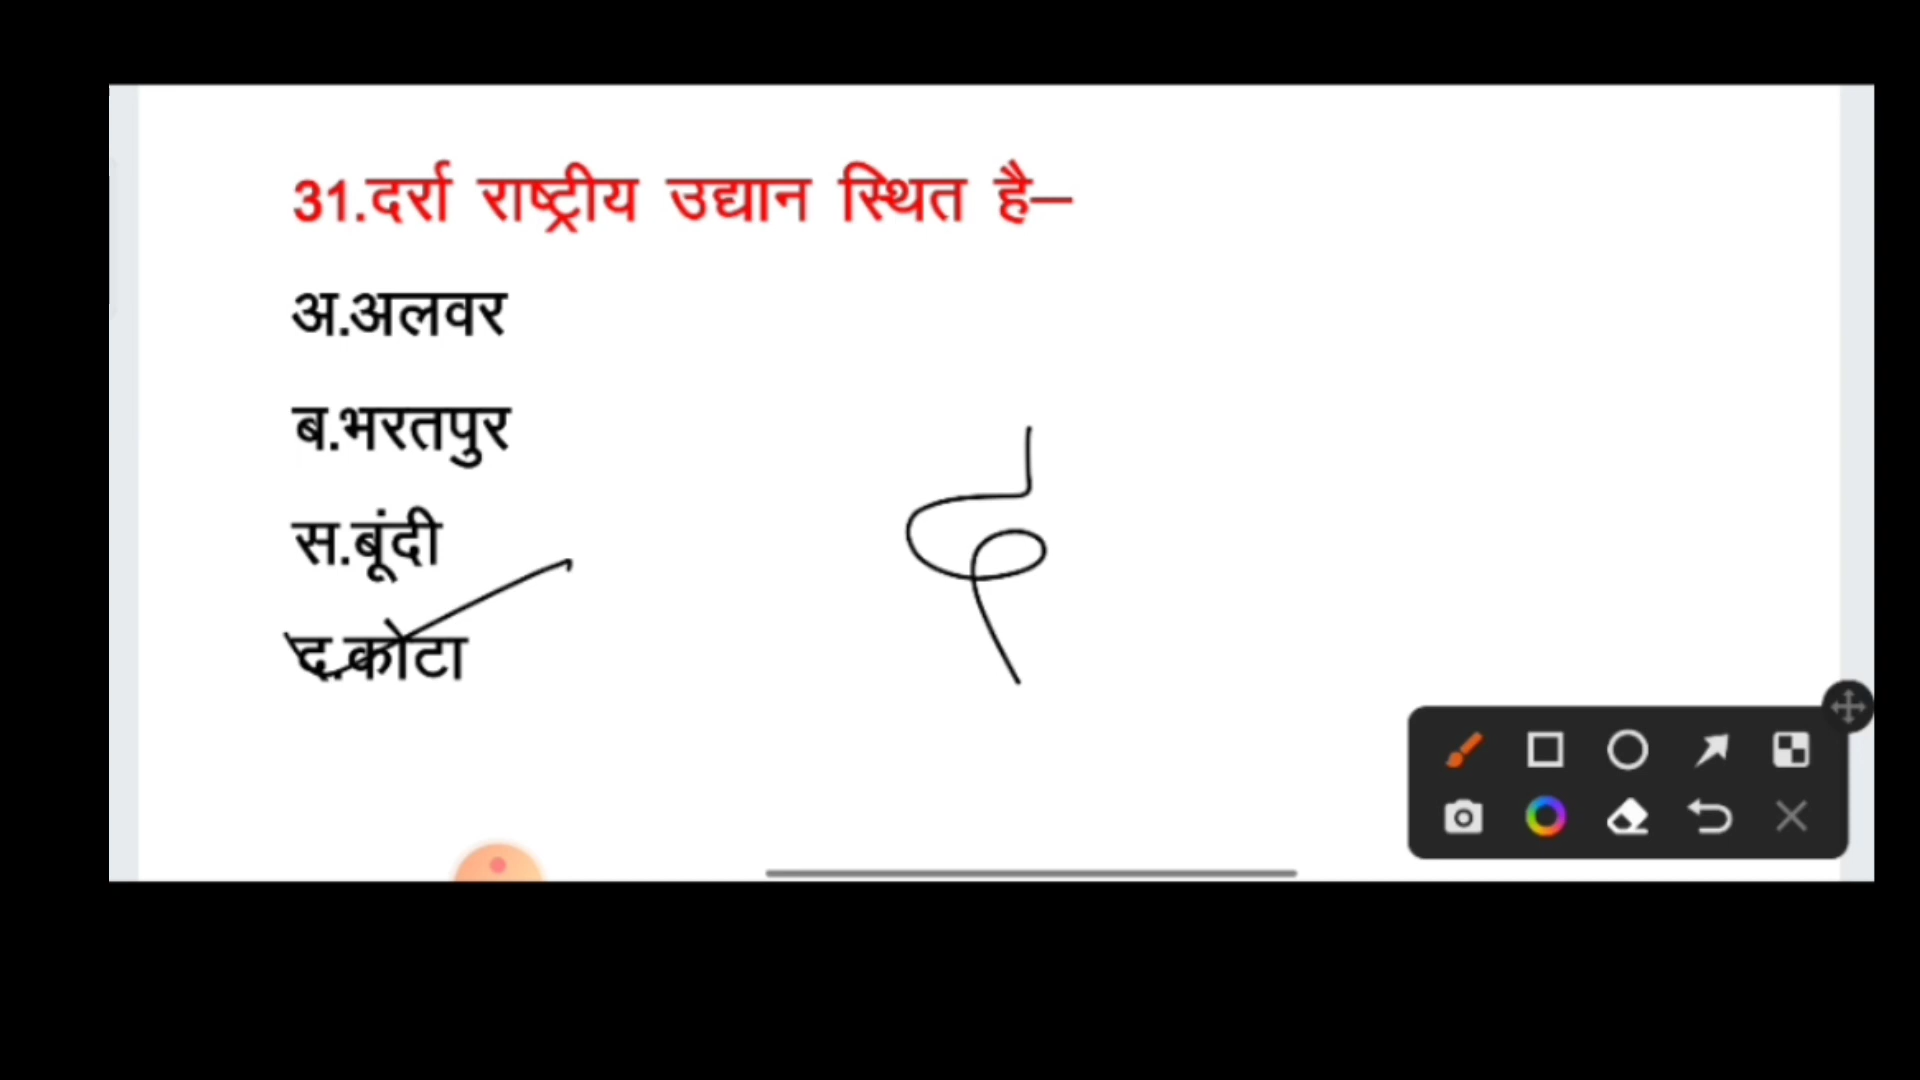 31.दर्रा राष्ट्रीय उद्यान स्थित है–
अ.अलवर
ब.भरतपुर
स.बूंदी
द.कोटा
द